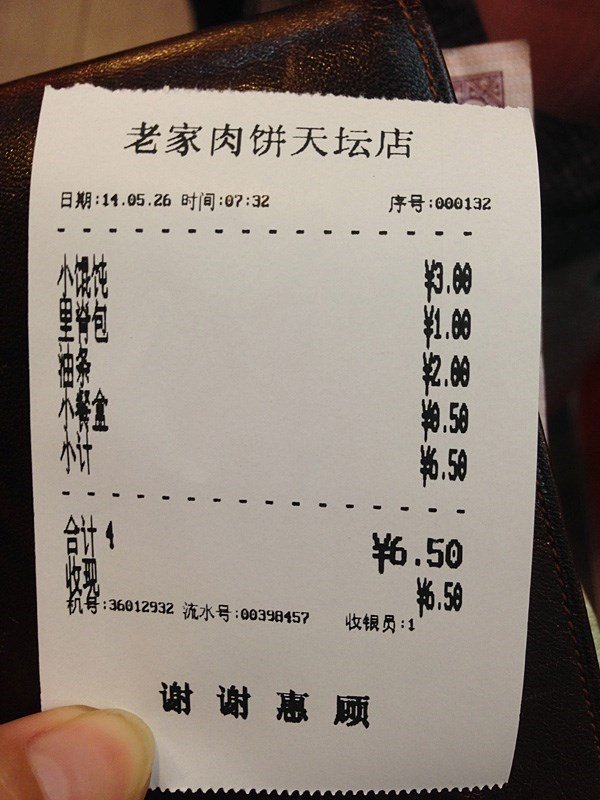 老家肉饼天坛店
日期:14.05.26 时间:07:32 序号:000132
小馄饨 ¥3.00
里脊包 ¥1.00
油条 ¥2.00
小餐盒 ¥0.50
小计 ¥6.50
合计 4 ¥6.50
收现 ¥6.50
机号:36012932 流水号:00398457 收银员:1
谢谢惠顾